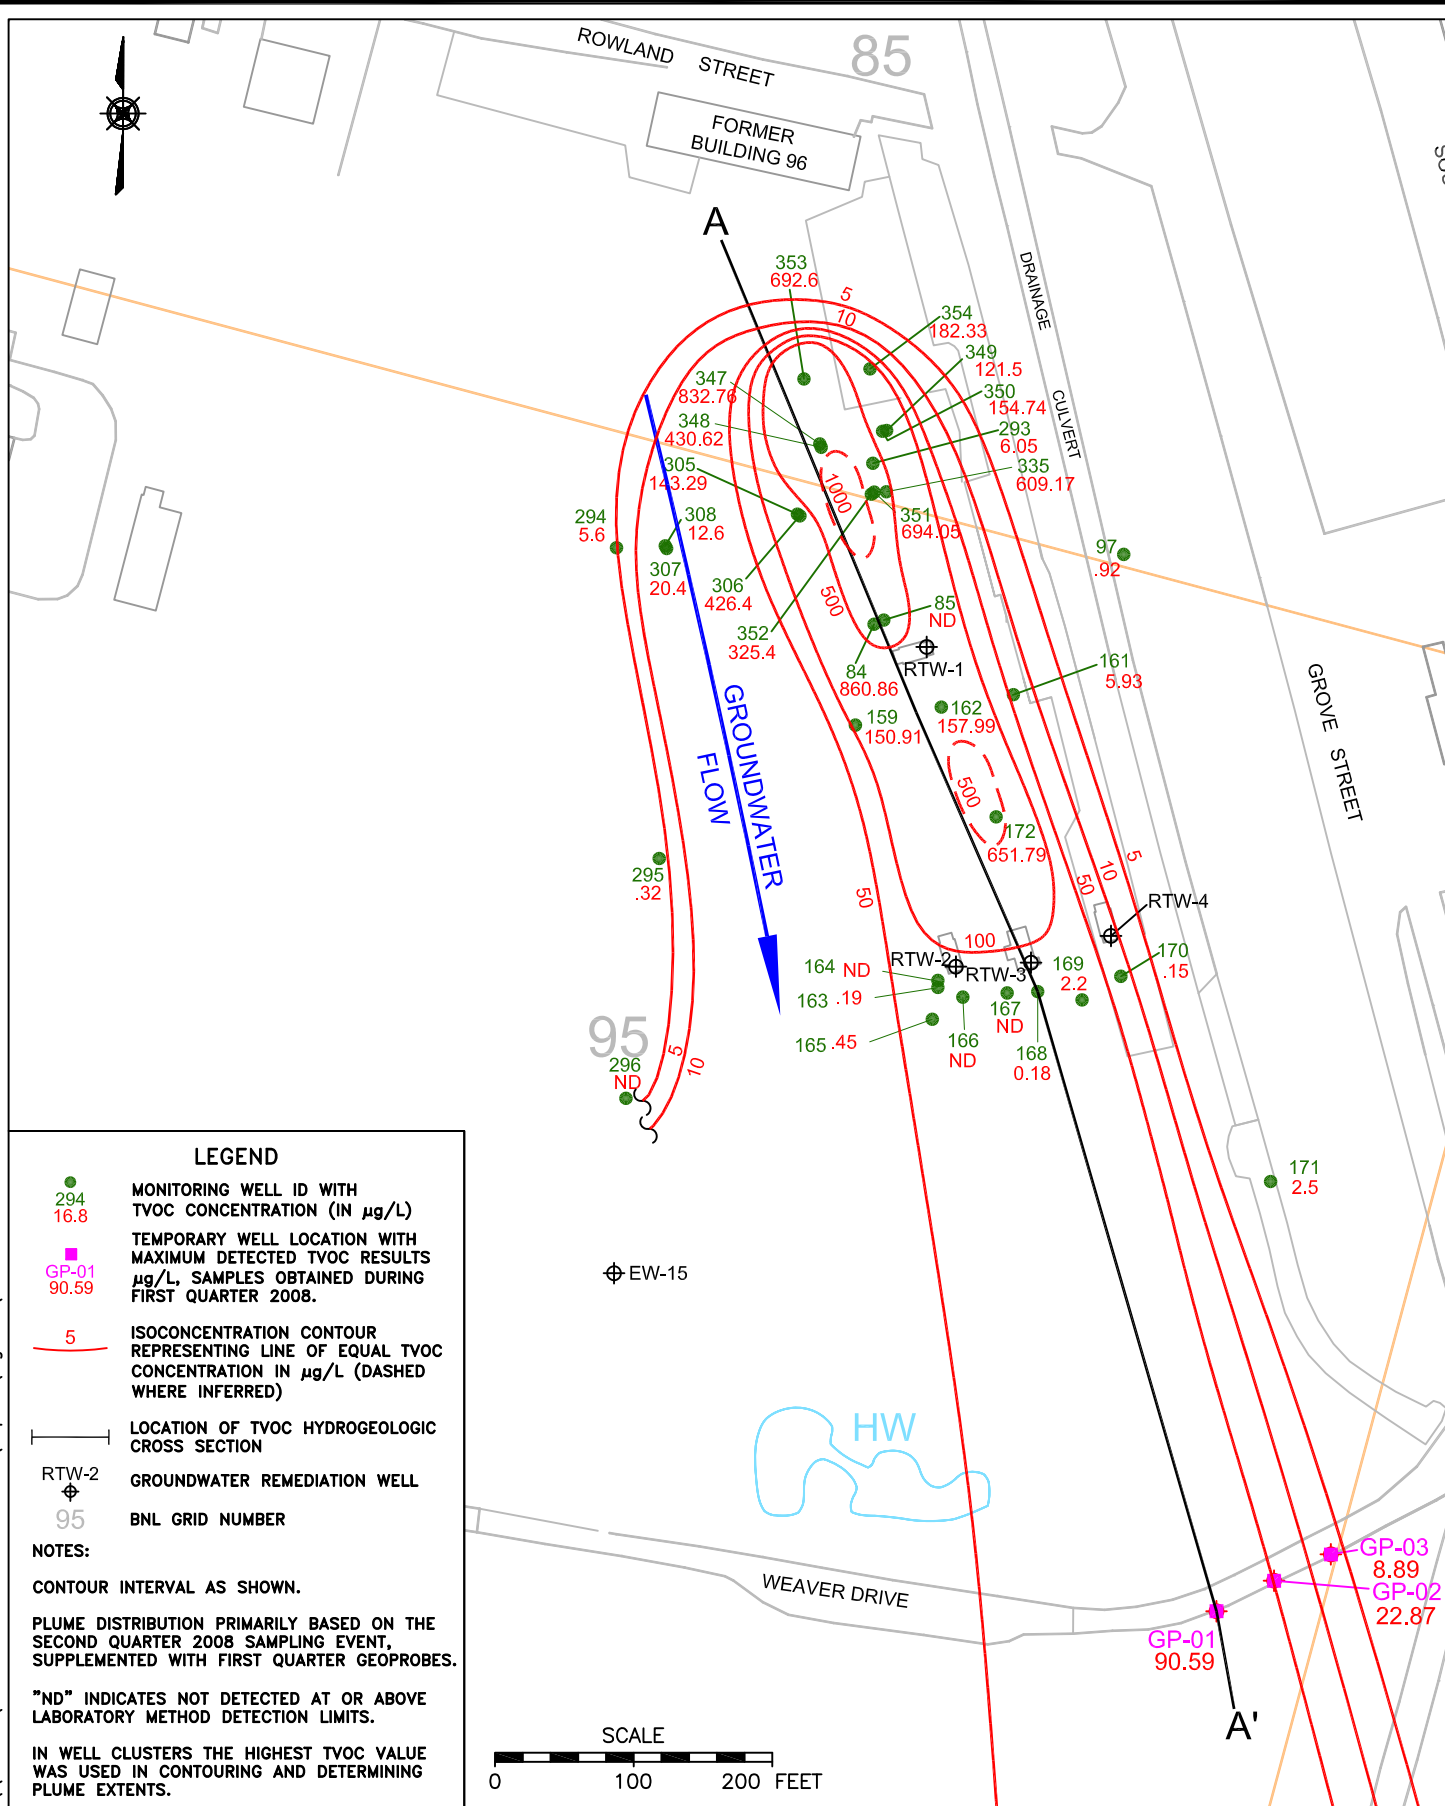 ROWLAND STREET
85
FORMER
BUILDING 96
A
DRAINAGE CULVERT
GROVE STREET
353
692.6
5
10
354
182.33
349
121.5
350
154.74
293
6.05
335
609.17
351
694.05
347
832.76
348
430.62
305
143.29
1000
294
5.6
308
12.6
307
20.4
306
426.4
500
352
325.4
97
.92
85
ND
RTW-1
84
860.86
161
5.93
159
150.91
162
157.99
GROUNDWATER
FLOW
500
172
651.79
295
.32
50
50
10
5
100
RTW-4
RTW-2
RTW-3
164 ND
163 .19
165 .45
166
ND
167
ND
168
0.18
169
2.2
170
.15
95
5
10
296
ND
171
2.5
EW-15
HW
WEAVER DRIVE
GP-03
8.89
GP-02
22.87
GP-01
90.59
A'
LEGEND
294
16.8
MONITORING WELL ID WITH
TVOC CONCENTRATION (IN µg/L)
GP-01
90.59
TEMPORARY WELL LOCATION WITH
MAXIMUM DETECTED TVOC RESULTS
µg/L, SAMPLES OBTAINED DURING
FIRST QUARTER 2008.
5
ISOCONCENTRATION CONTOUR
REPRESENTING LINE OF EQUAL TVOC
CONCENTRATION IN µg/L (DASHED
WHERE INFERRED)
LOCATION OF TVOC HYDROGEOLOGIC
CROSS SECTION
RTW-2
GROUNDWATER REMEDIATION WELL
95
BNL GRID NUMBER
NOTES:
CONTOUR INTERVAL AS SHOWN.
PLUME DISTRIBUTION PRIMARILY BASED ON THE
SECOND QUARTER 2008 SAMPLING EVENT,
SUPPLEMENTED WITH FIRST QUARTER GEOPROBES.
"ND" INDICATES NOT DETECTED AT OR ABOVE
LABORATORY METHOD DETECTION LIMITS.
IN WELL CLUSTERS THE HIGHEST TVOC VALUE
WAS USED IN CONTOURING AND DETERMINING
PLUME EXTENTS.
SCALE
0 100 200 FEET